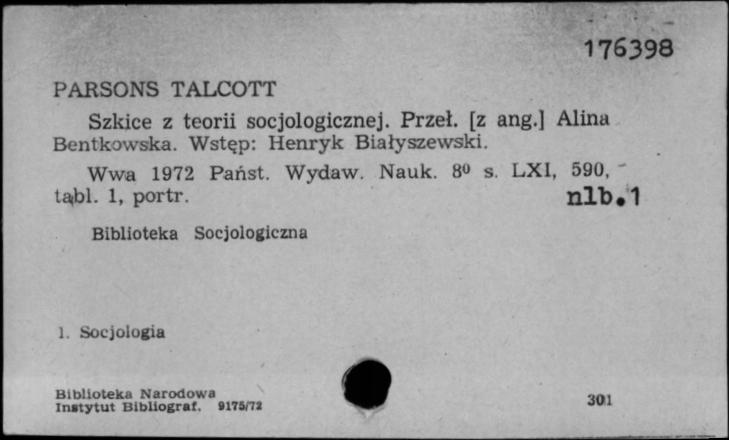 176398
PARSONS TALCOTT
Szkice z teorii socjologicznej. Przeł. [z ang.] Alina
Bentkowska. Wstęp: Henryk Białyszewski.
Wwa 1972 Państ. Wydaw. Nauk. 8⁰ s. LXI, 590,
tabl. 1, portr.
nlb.1
Biblioteka Socjologiczna
1. Socjologia
Biblioteka Narodowa
Instytut Bibliograf. 9175/72
301